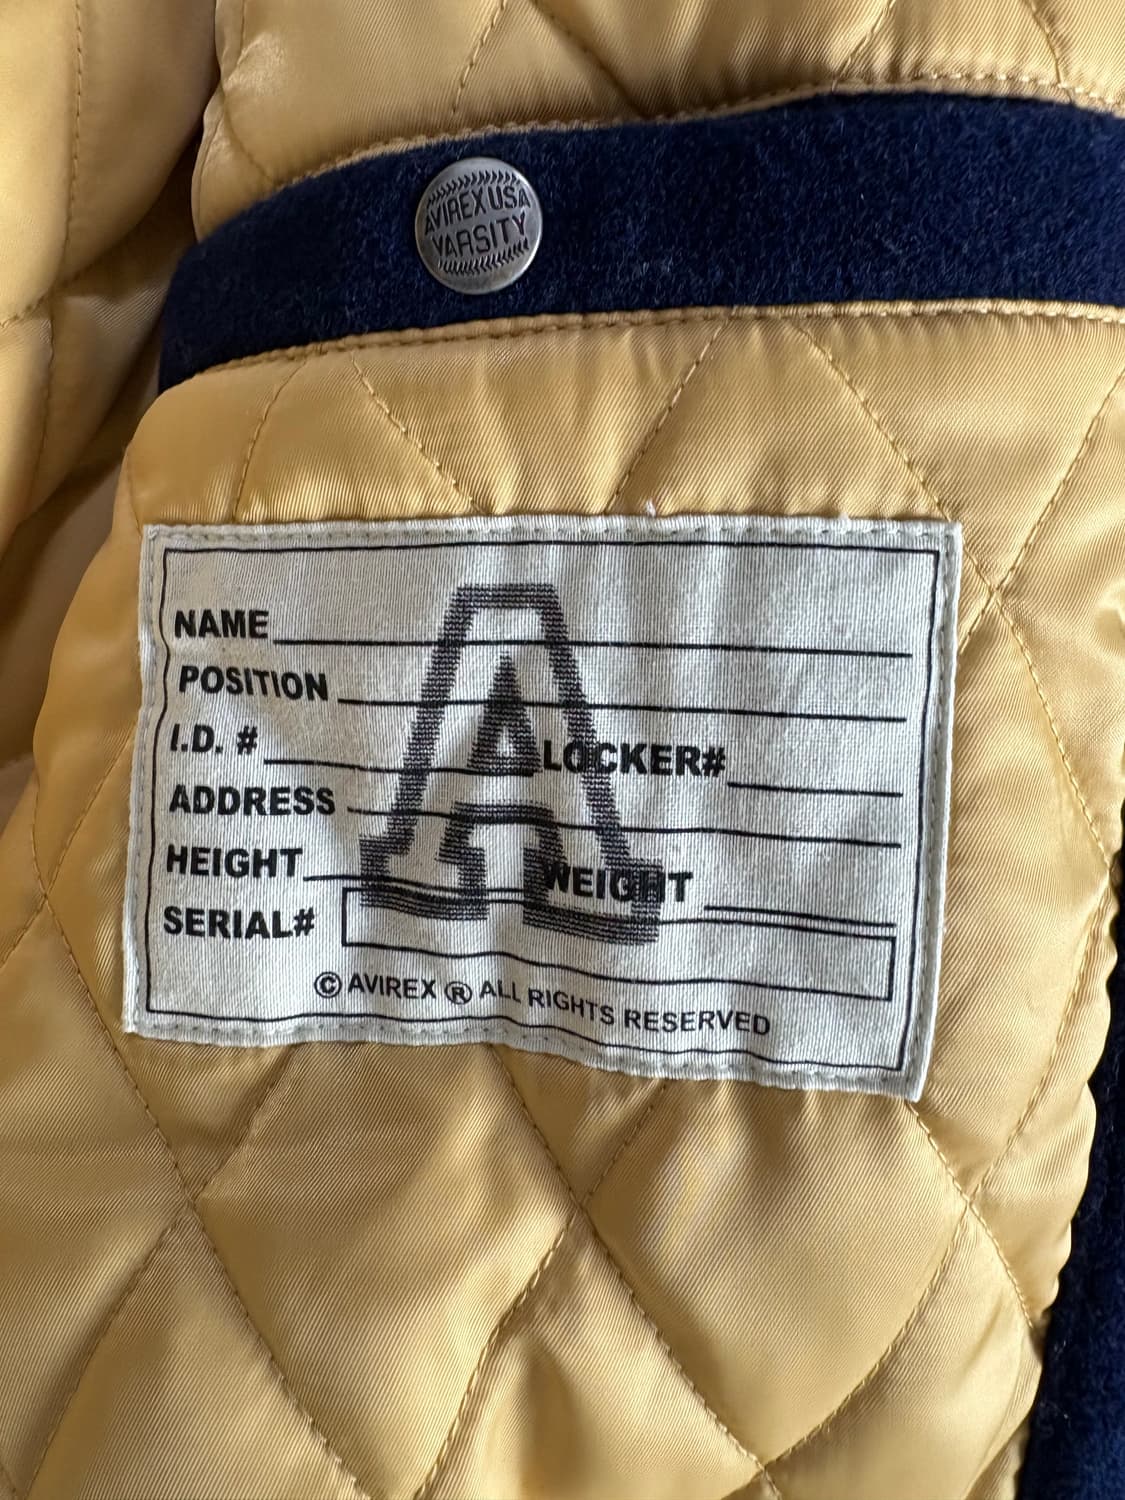 AVIREX USA
VARSITY
NAME
POSITION
I.D. # LOCKER#
ADDRESS
HEIGHT WEIGHT
SERIAL#
A
© AVIREX ® ALL RIGHTS RESERVED